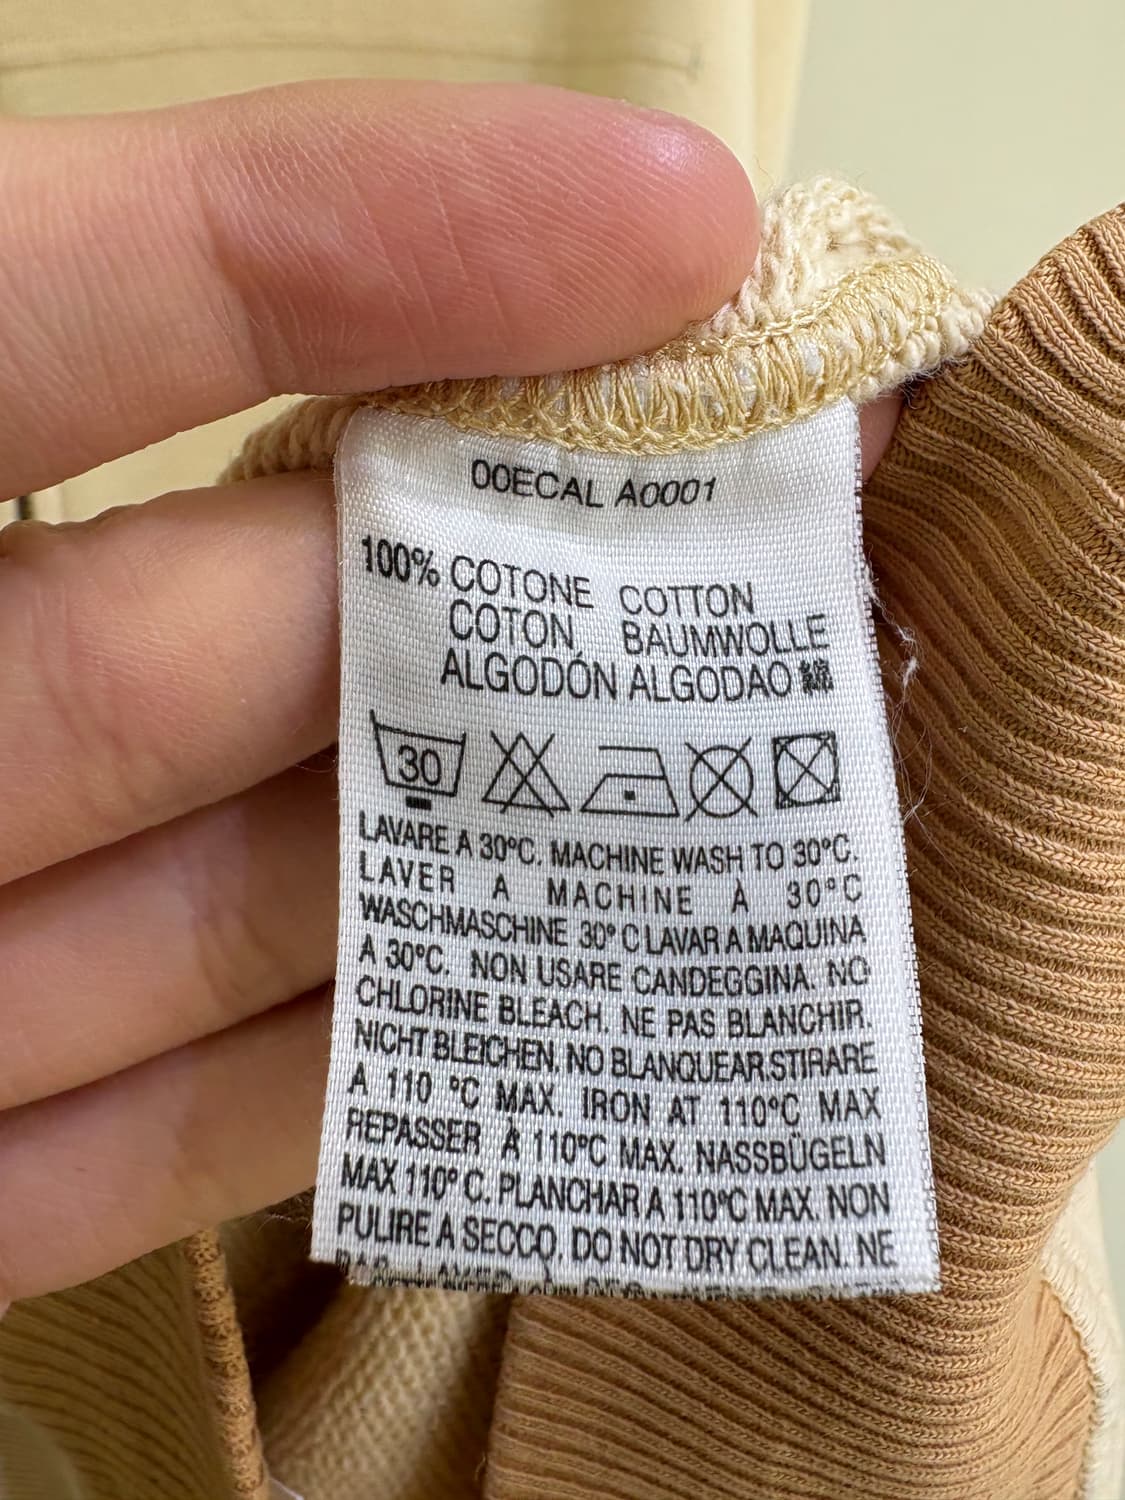 00ECAL A0001
100% COTONE COTTON
COTON BAUMWOLLE
ALGODÓN ALGODAO 綿
30
LAVARE A 30°C. MACHINE WASH TO 30°C.
LAVER A MACHINE À 30°C
WASCHMASCHINE 30° C LAVAR A MAQUINA
A 30°C. NON USARE CANDEGGINA. NO
CHLORINE BLEACH. NE PAS BLANCHIR.
NICHT BLEICHEN. NO BLANQUEAR.STIRARE
A 110 °C MAX. IRON AT 110°C MAX
REPASSER À 110°C MAX. NASSBÜGELN
MAX 110° C. PLANCHAR A 110°C MAX. NON
PULIRE A SECCO. DO NOT DRY CLEAN. NE